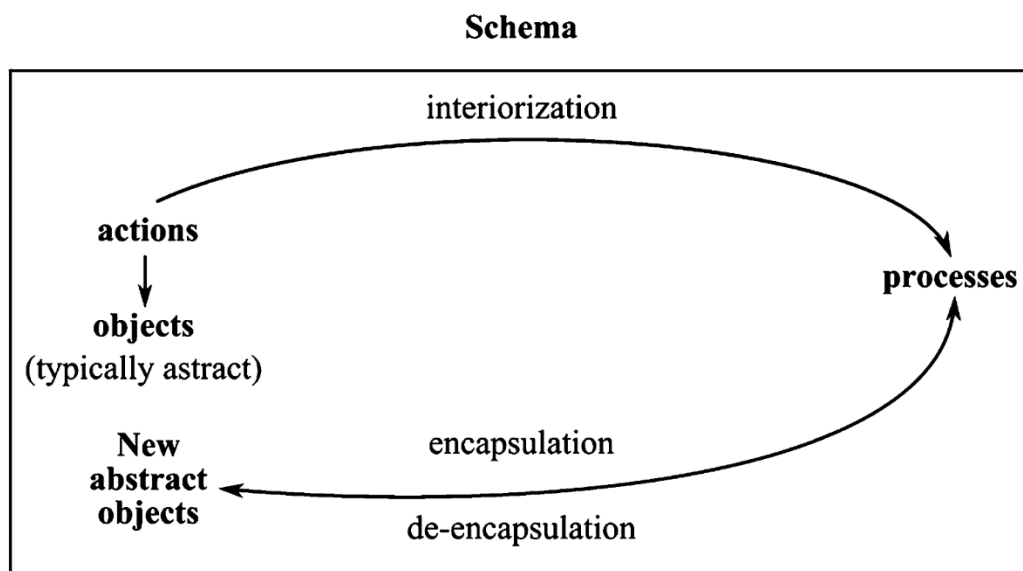 Schema
interiorization
actions
processes
objects
(typically astract)
New
abstract
objects
encapsulation
de-encapsulation